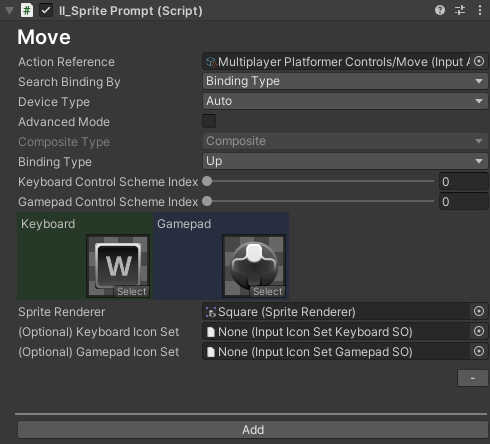 II_Sprite Prompt (Script)
Move
Action Reference Multiplayer Platformer Controls/Move (Input A
Search Binding By Binding Type
Device Type Auto
Advanced Mode
Composite Type Composite
Binding Type Up
Keyboard Control Scheme Index 0
Gamepad Control Scheme Index 0
Keyboard Gamepad
W
Select Select
Sprite Renderer Square (Sprite Renderer)
(Optional) Keyboard Icon Set None (Input Icon Set Keyboard SO)
(Optional) Gamepad Icon Set None (Input Icon Set Gamepad SO)
-
Add